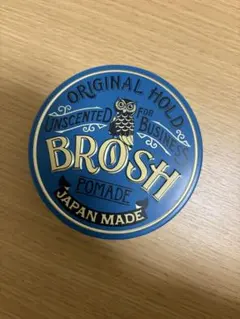 ORIGINAL HOLD
UNSCENTED FOR BUSINESS
BROSH
POMADE
JAPAN MADE